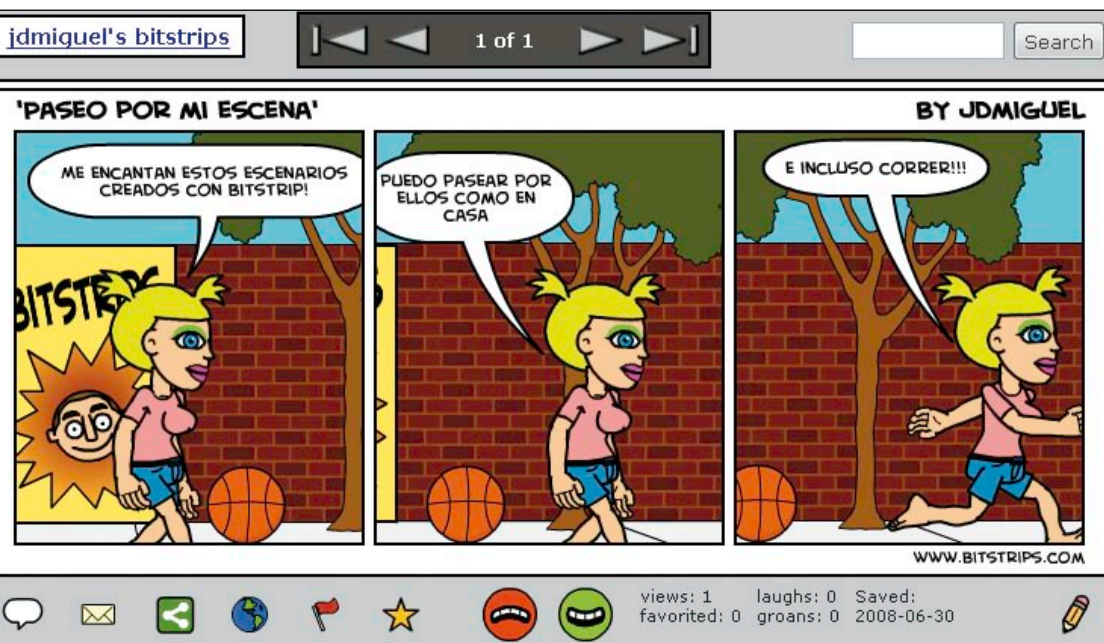 jdmiguel's bitstrips
1 of 1
Search
'PASEO POR MI ESCENA'
BY JDMIGUEL
ME ENCANTAN ESTOS ESCENARIOS
CREADOS CON BITSTRIP!
BITSTRIPS
PUEDO PASEAR POR
ELLOS COMO EN
CASA
S
E INCLUSO CORRER!!!
WWW.BITSTRIPS.COM
views: 1 laughs: 0 Saved:
favorited: 0 groans: 0 2008-06-30